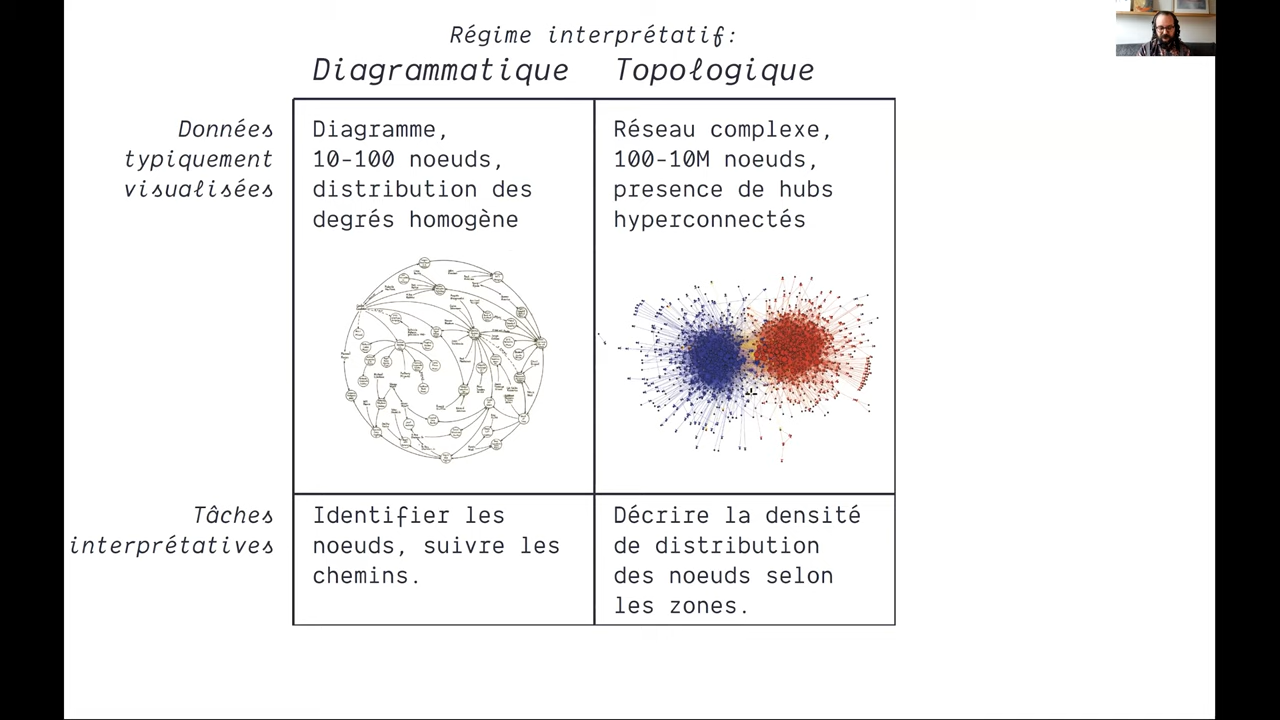 Régime interprétatif:
Diagrammatique Topologique
Données
typiquement
visualisées
Diagramme,
10-100 noeuds,
distribution des
degrés homogène
Réseau complexe,
100-10M noeuds,
presence de hubs
hyperconnectés
Tâches
interprétatives
Identifier les
noeuds, suivre les
chemins.
Décrire la densité
de distribution
des noeuds selon
les zones.